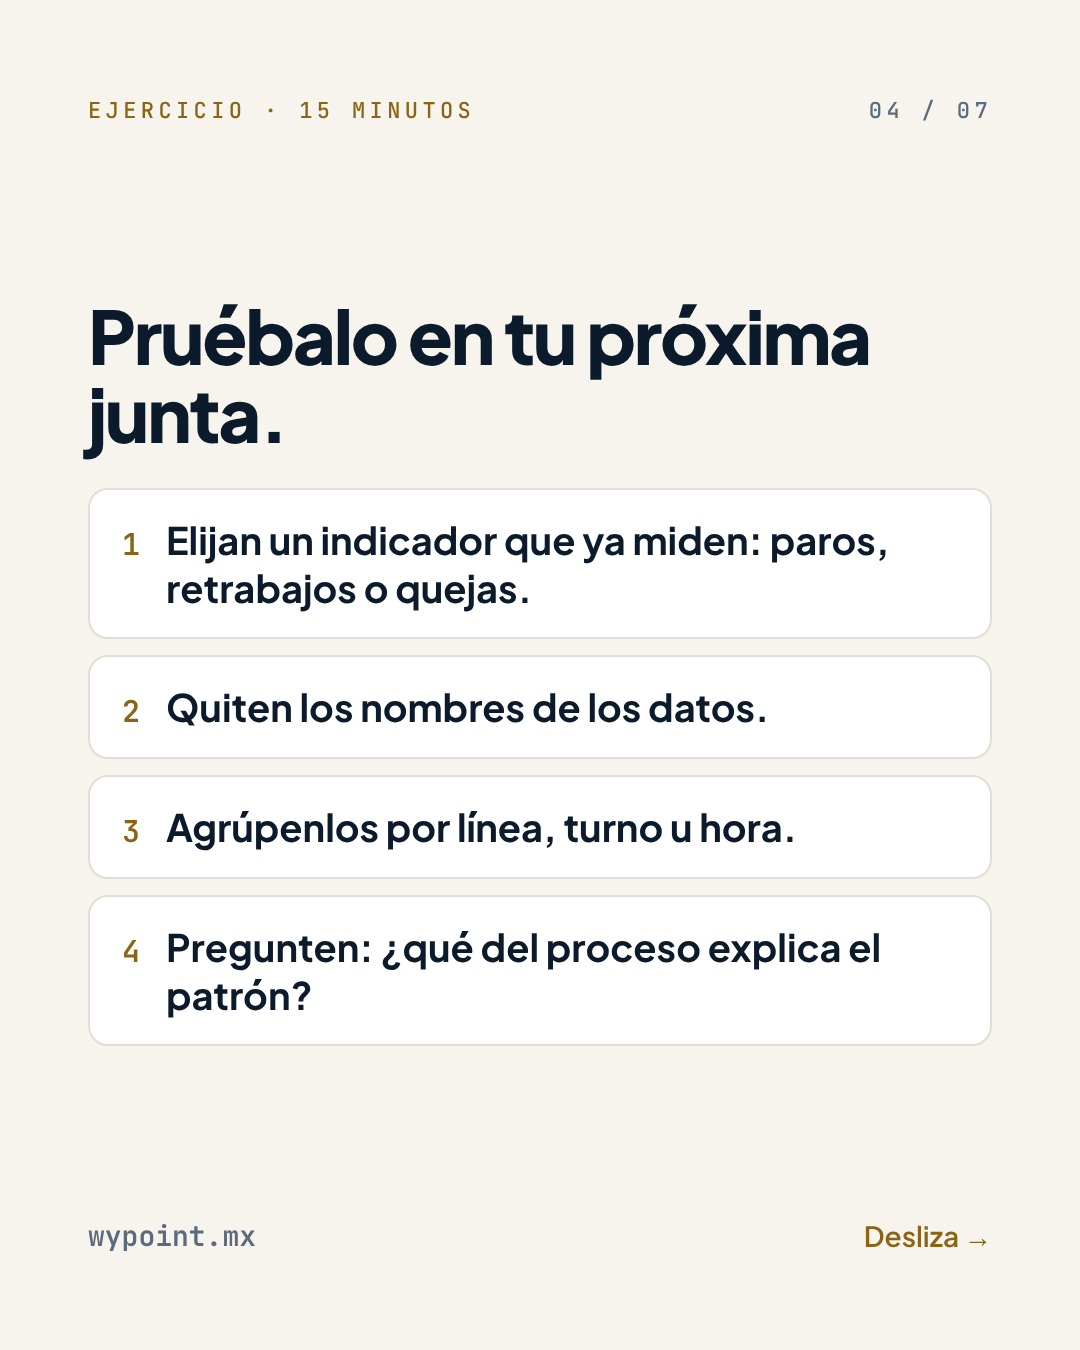 EJERCICIO · 15 MINUTOS
04 / 07
Pruébalo en tu próxima
junta.
1 Elijan un indicador que ya miden: paros,
retrabajos o quejas.
2 Quiten los nombres de los datos.
3 Agrúpenlos por línea, turno u hora.
4 Pregunten: ¿qué del proceso explica el
patrón?
wypoint.mx
Desliza →